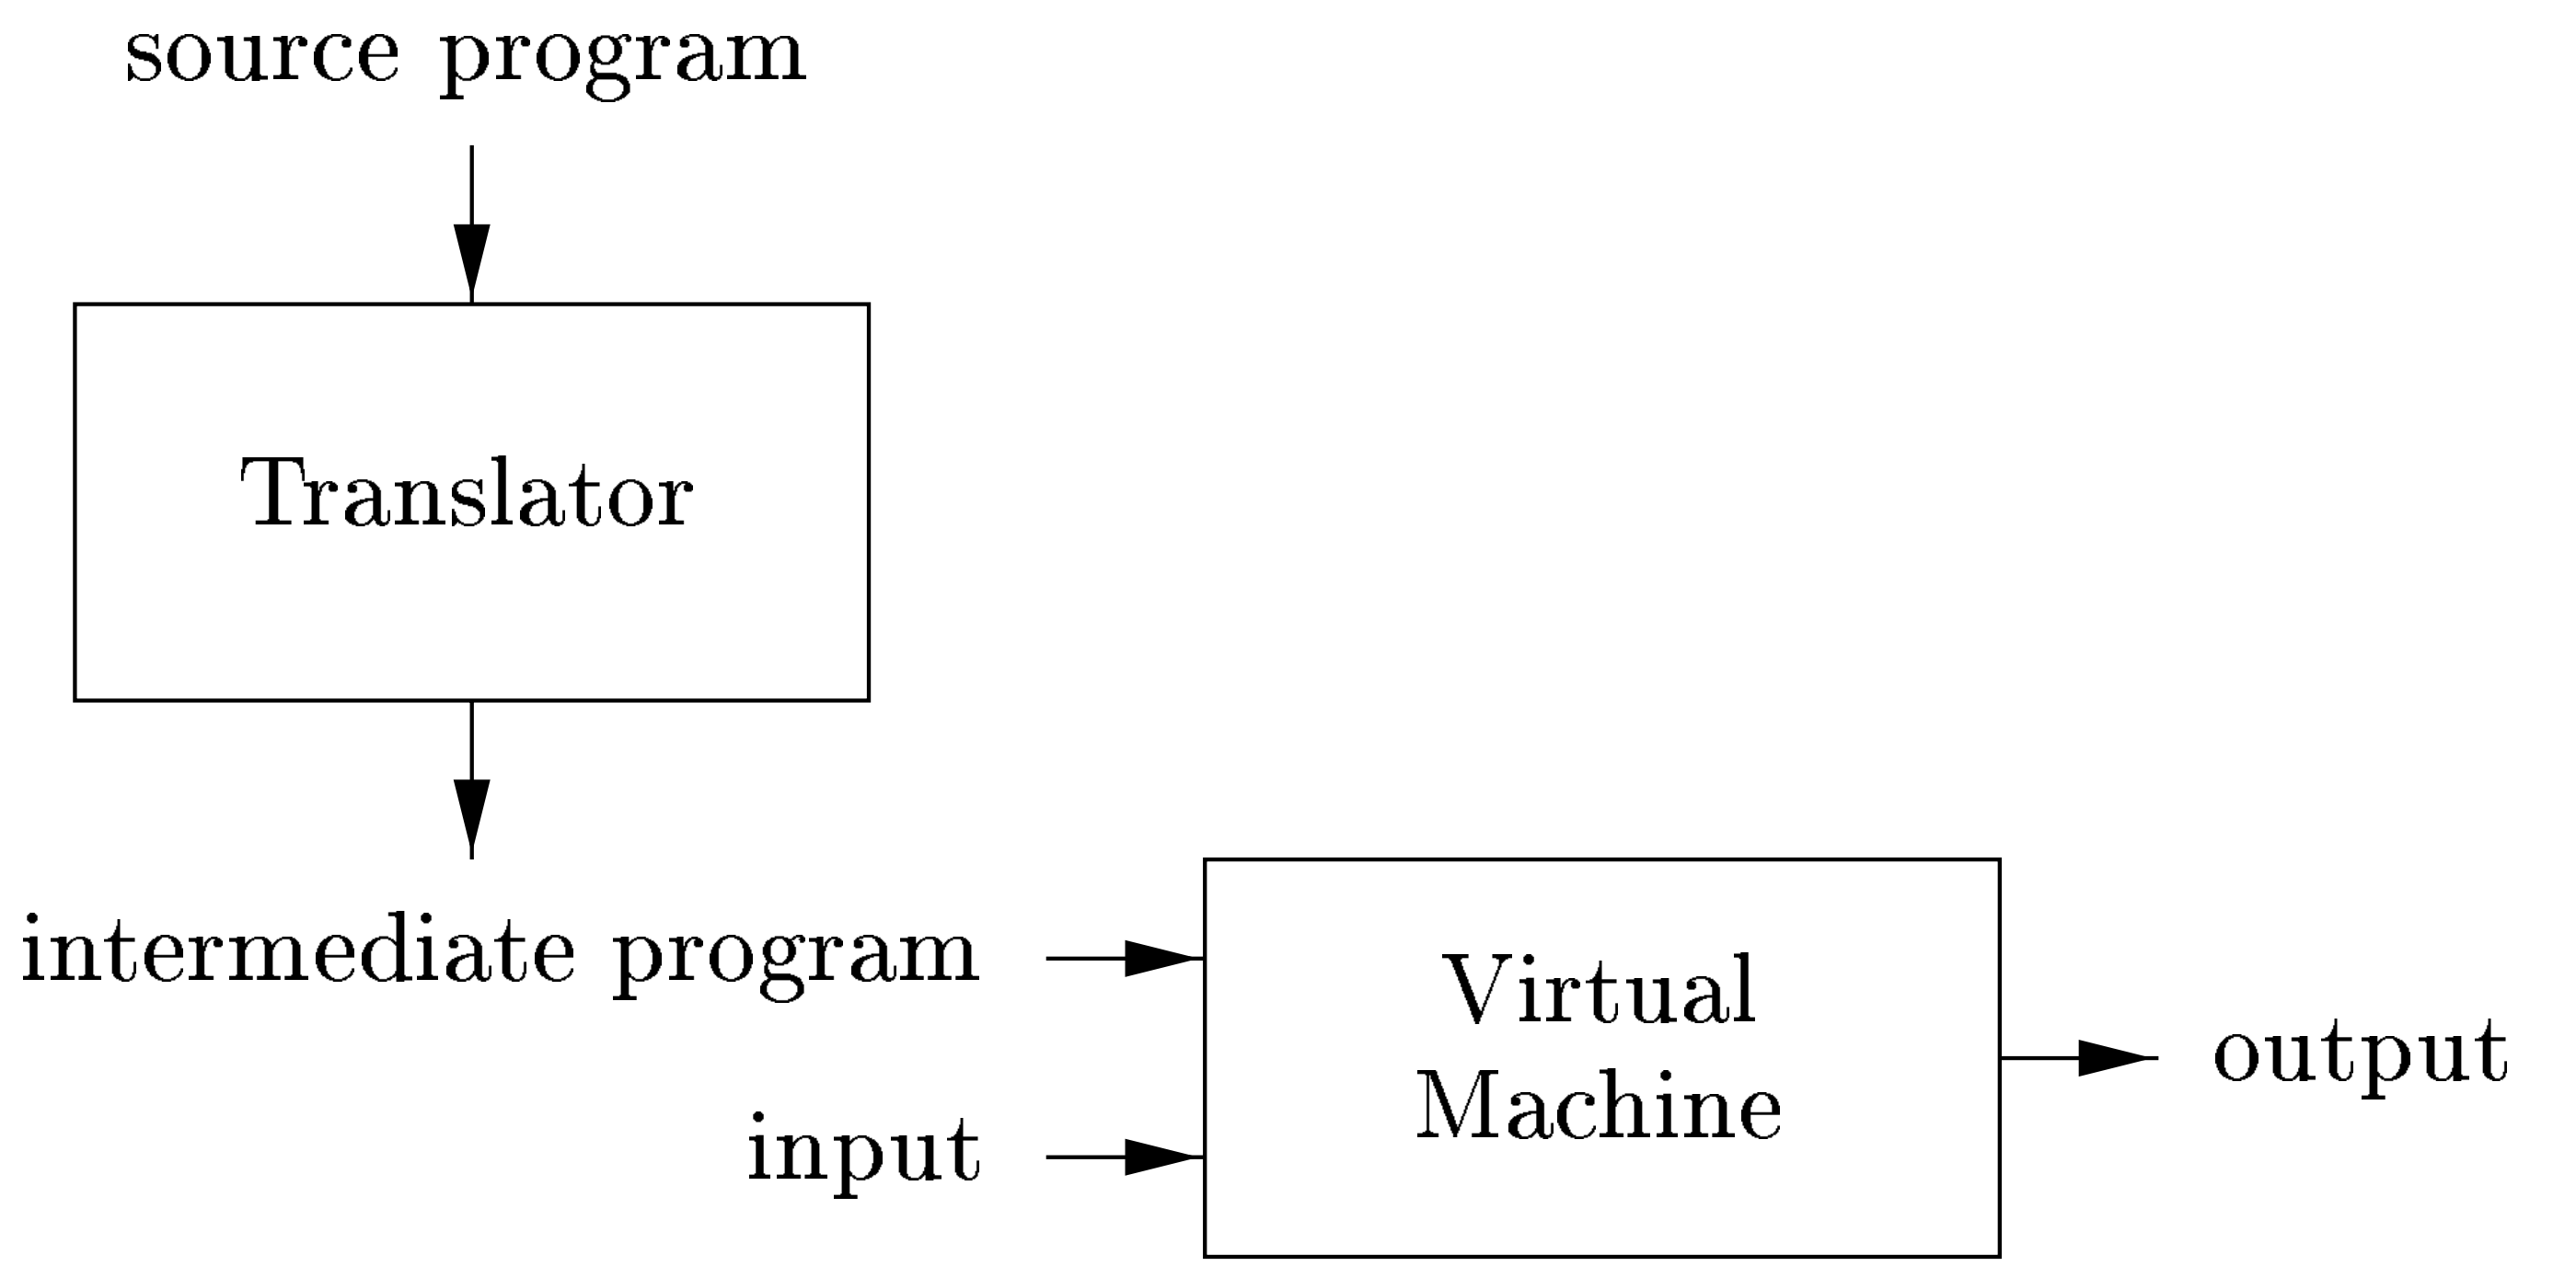 source program
Translator
intermediate program
input
Virtual
Machine
output